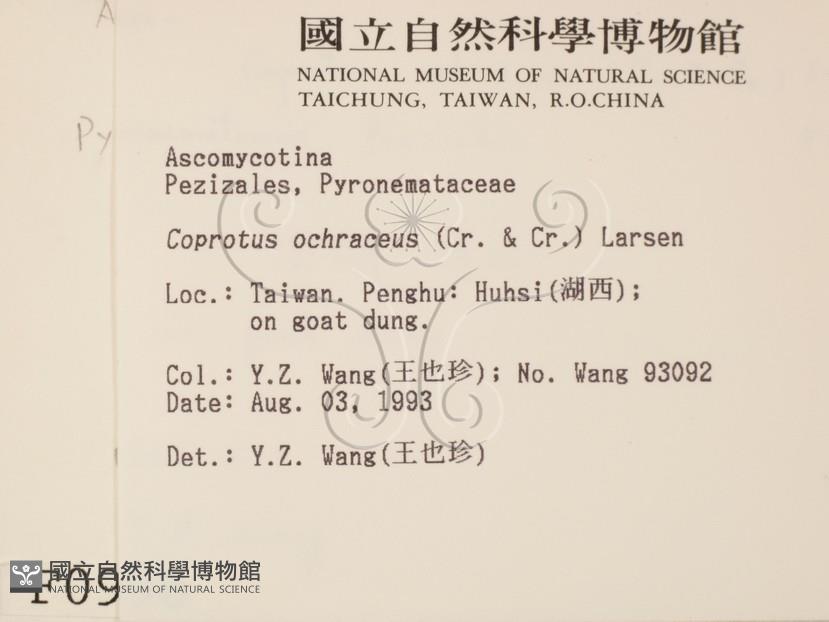 A
國立自然科學博物館
NATIONAL MUSEUM OF NATURAL SCIENCE
TAICHUNG, TAIWAN, R.O.CHINA
Py
Ascomycotina
Pezizales, Pyronemataceae
Coprotus ochraceus (Cr. & Cr.) Larsen
Loc.: Taiwan. Penghu: Huhsi(湖西);
on goat dung.
Col.: Y.Z. Wang(王也珍); No. Wang 93092
Date: Aug. 03, 1993
Det.: Y.Z. Wang(王也珍)
國立自然科學博物館
NATIONAL MUSEUM OF NATURAL SCIENCE
F09